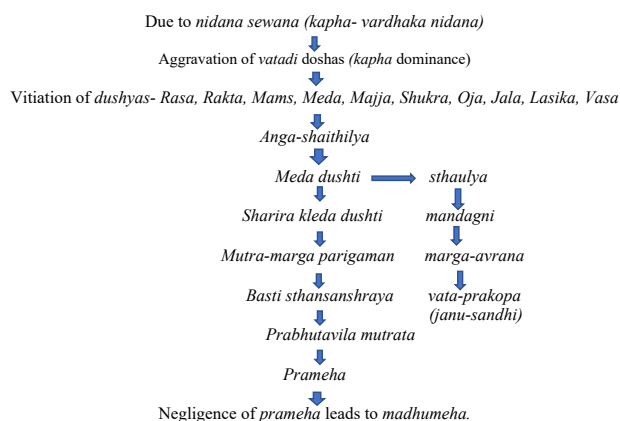 Due to nidana sewana (kapha- vardhaka nidana)
Aggravation of vatadi doshas (kapha dominance)
Vitiation of dushyas- Rasa, Rakta, Mams, Meda, Majja, Shukra, Oja, Jala, Lasika, Vasa
Anga-shaithilya
Meda dushti sthaulya
Sharira kleda dushti mandagni
Mutra-marga parigaman marga-avrana
Basti sthansanshraya vata-prakopa
(janu-sandhi)
Prabhutavila mutrata
Prameha
Negligence of prameha leads to madhumeha.